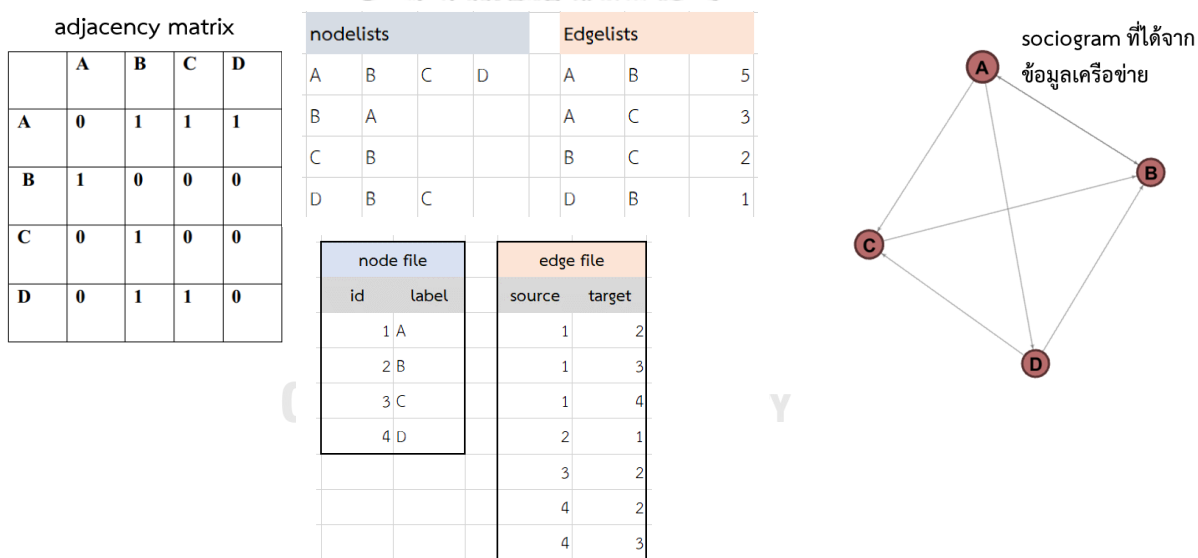 adjacency matrix
A B C D
A 0 1 1 1
B 1 0 0 0
C 0 1 0 0
D 0 1 1 0
nodelists
A B C D
B A
C B
D B C
Edgelists
A B 5
A C 3
B C 2
D B 1
node file
id label
1 A
2 B
3 C
4 D
edge file
source target
1 2
1 3
1 4
2 1
3 2
4 2
4 3
sociogram ที่ได้จาก
ข้อมูลเครือข่าย
A
B
C
D
Y